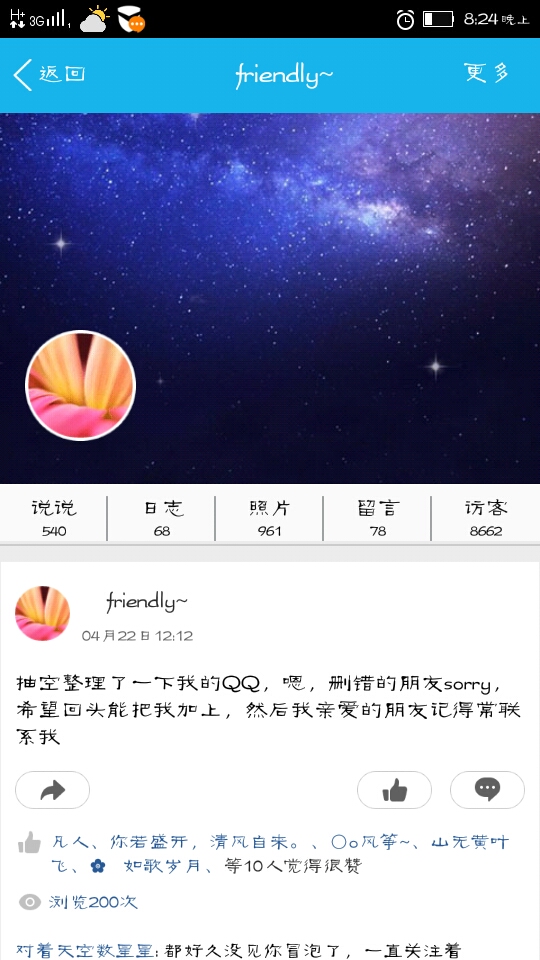 3G 8:24晚上
返回 friendly~ 更多
说说 日志 照片 留言 访客
540 68 961 78 8662
friendly~
04月22日 12:12
抽空整理了一下我的QQ，嗯，删错的朋友sorry，
希望回头能把我加上，然后我亲爱的朋友记得常联
系我
凡人、你若盛开，清风自来。、○o风筝~、山无黄叶
飞、✿ 如歌岁月、等10人觉得很赞
浏览200次
对着天空数星星: 都好久没见你冒泡了，一直关注着